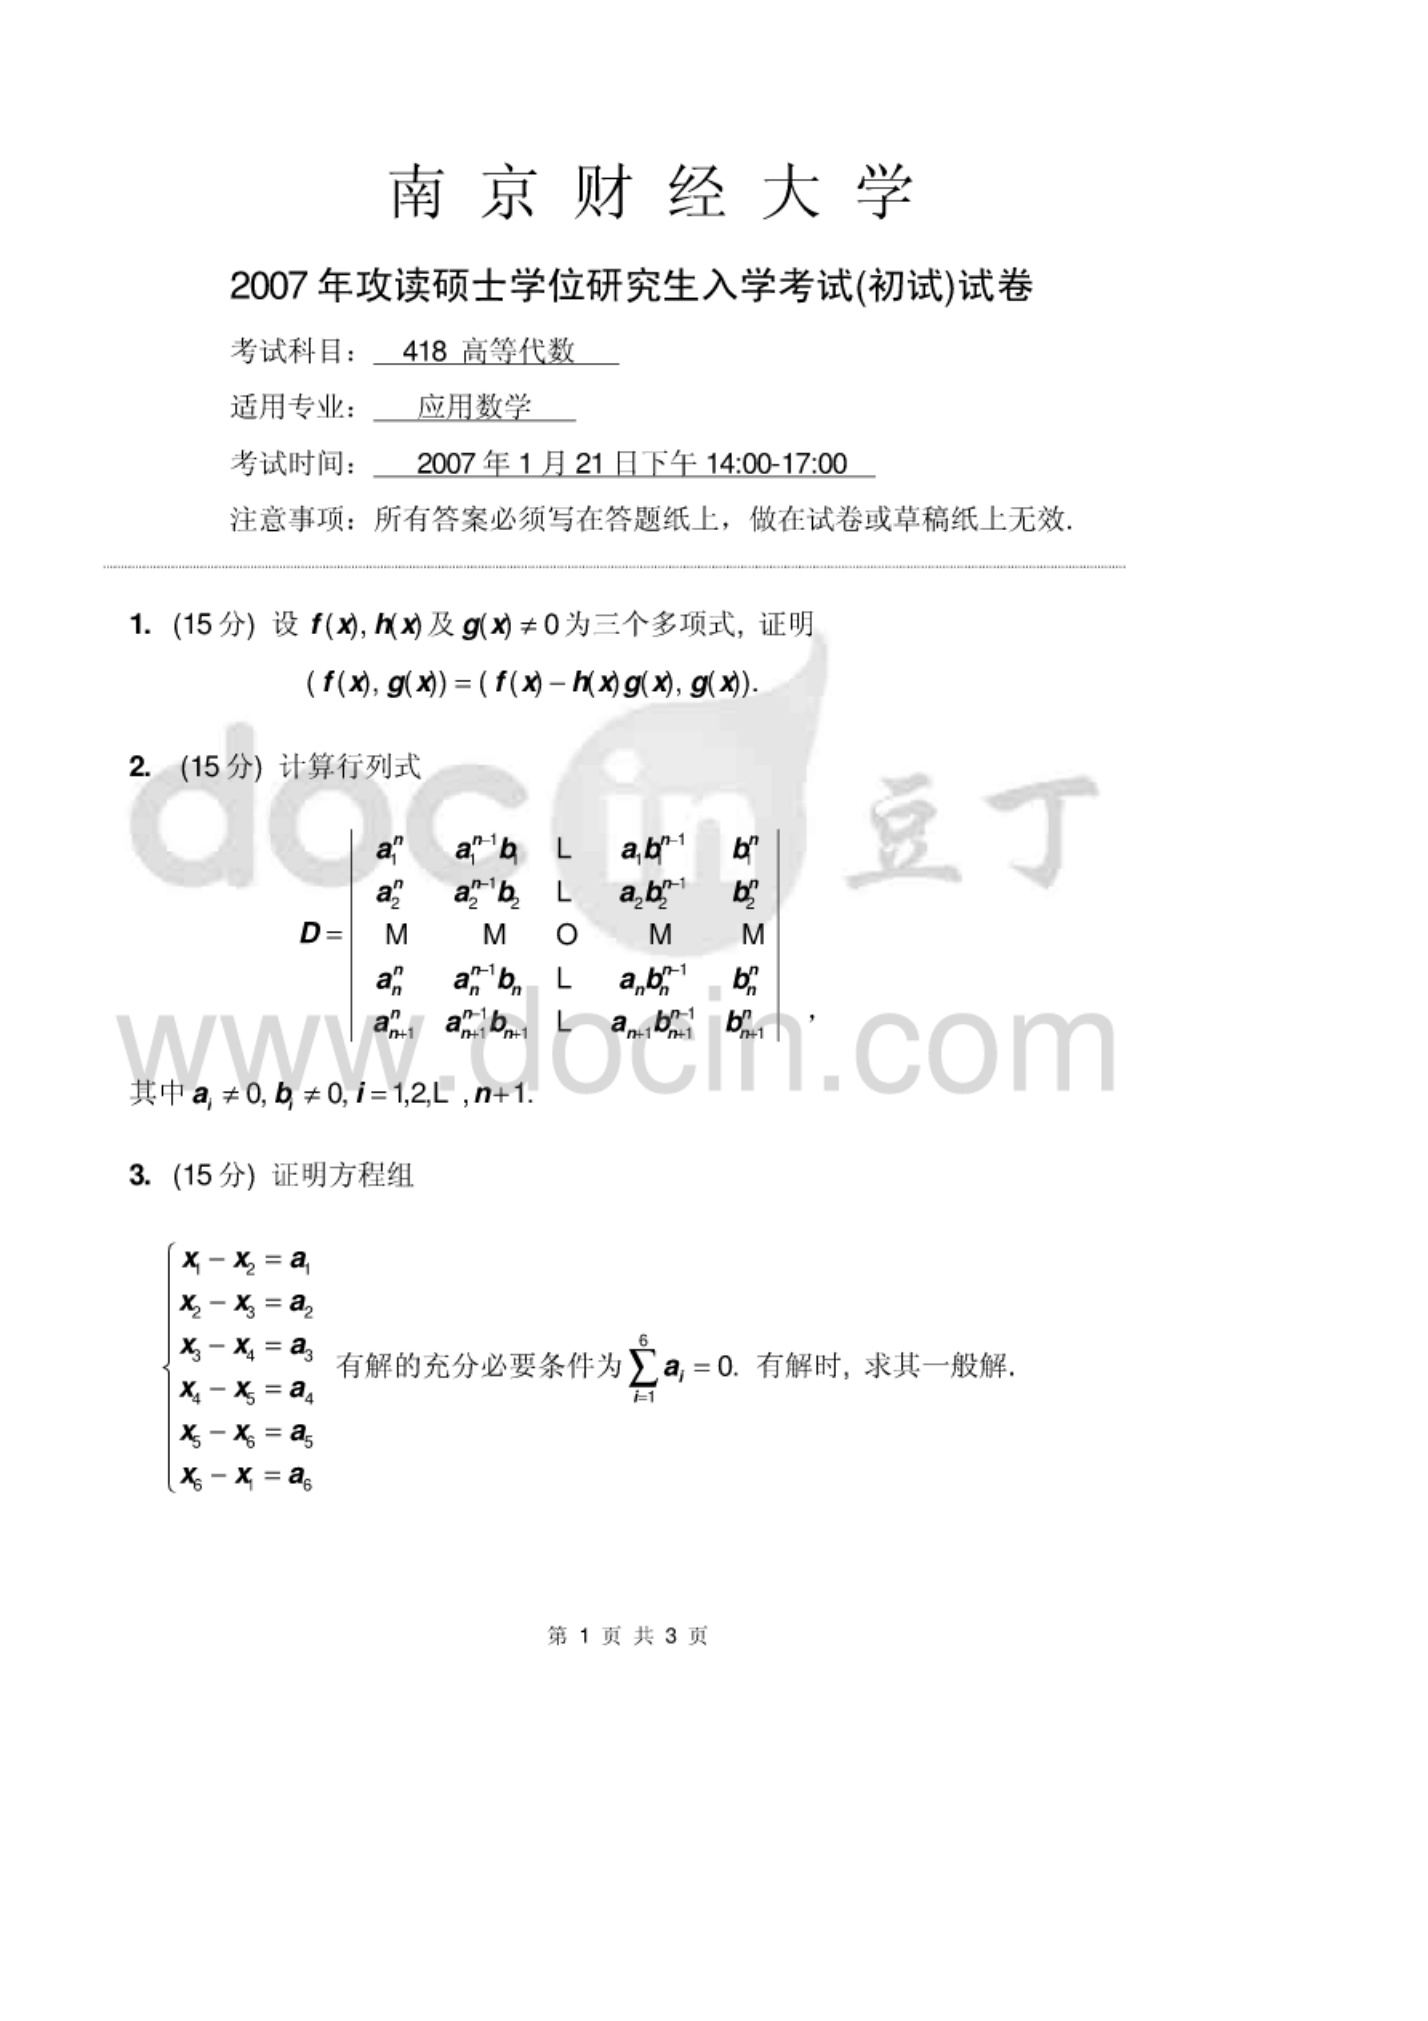 南京财经大学
2007年攻读硕士学位研究生入学考试(初试)试卷
考试科目： 418 高等代数
适用专业： 应用数学
考试时间： 2007年1月21日下午14:00-17:00
注意事项：所有答案必须写在答题纸上，做在试卷或草稿纸上无效.
1. (15分) 设 f(x), h(x)及g(x)≠0为三个多项式, 证明
(f(x), g(x)) = (f(x)−h(x)g(x), g(x)).
2. (15分) 计算行列式
docin 豆丁
a_1^n a_1^{n-1}b_1 L a_1b_1^{n-1} b_1^n
a_2^n a_2^{n-1}b_2 L a_2b_2^{n-1} b_2^n
D= M M O M M
a_n^n a_n^{n-1}b_n L a_nb_n^{n-1} b_n^n
a_{n+1}^n a_{n+1}^{n-1}b_{n+1} L a_{n+1}b_{n+1}^{n-1} b_{n+1}^n ，
www.docin.com
其中a_i≠0, b_i≠0, i=1,2,L ,n+1.
3. (15分) 证明方程组
x_1−x_2=a_1
x_2−x_3=a_2
x_3−x_4=a_3
有解的充分必要条件为∑_{i=1}^{6}a_i=0. 有解时, 求其一般解.
x_4−x_5=a_4
x_5−x_6=a_5
x_6−x_1=a_6
第 1 页 共 3 页